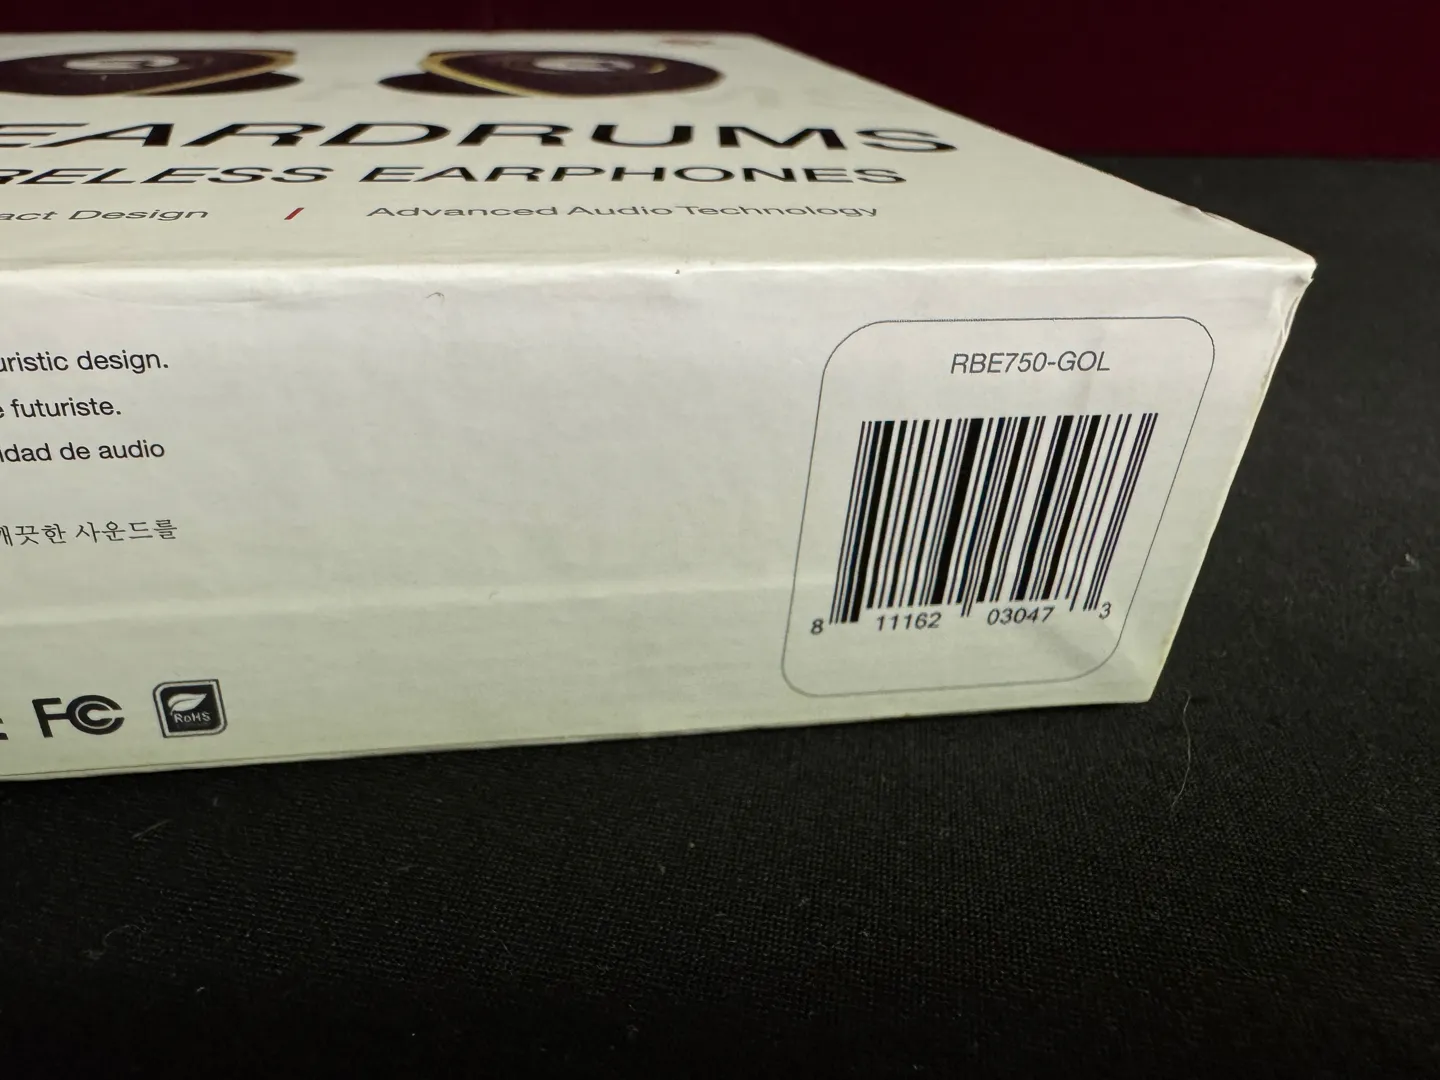 EARDRUMS
RELESS EARPHONES
act Design / Advanced Audio Technology
uristic design.
e futuriste.
idad de audio
깨끗한 사운드를
FC
RoHS
RBE750-GOL
8 11162 03047 3